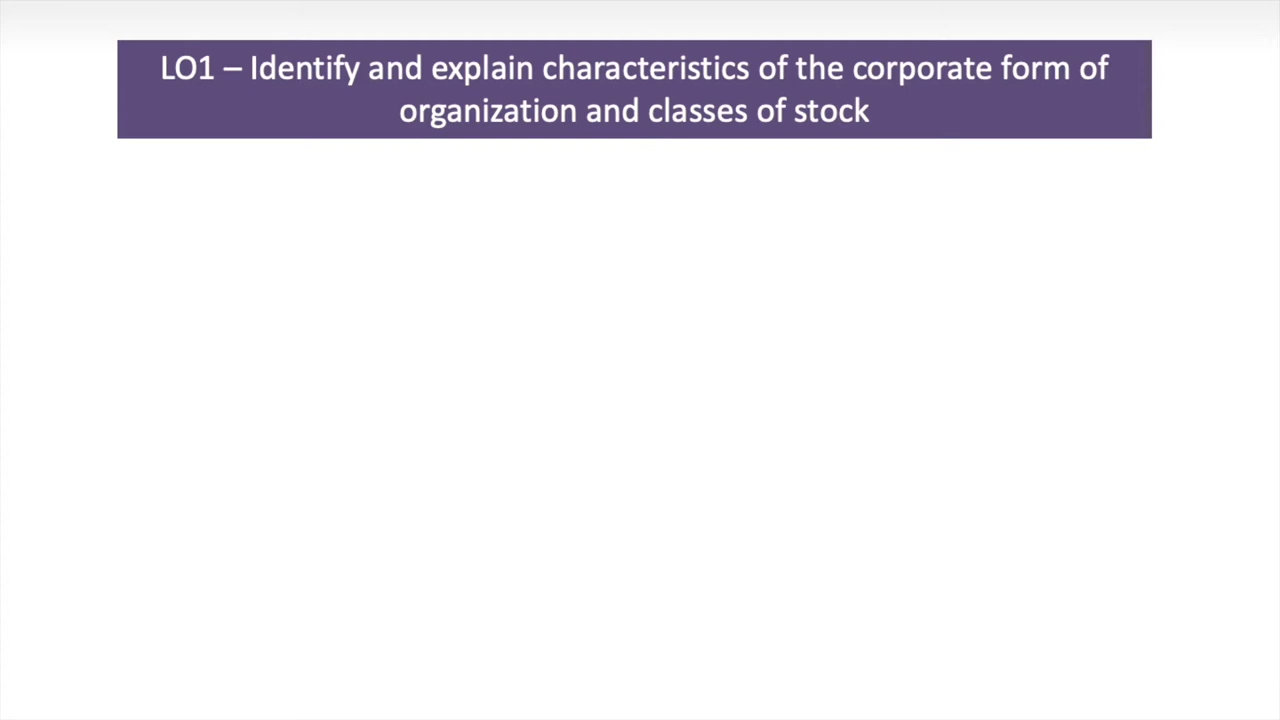 LO1 – Identify and explain characteristics of the corporate form of
organization and classes of stock